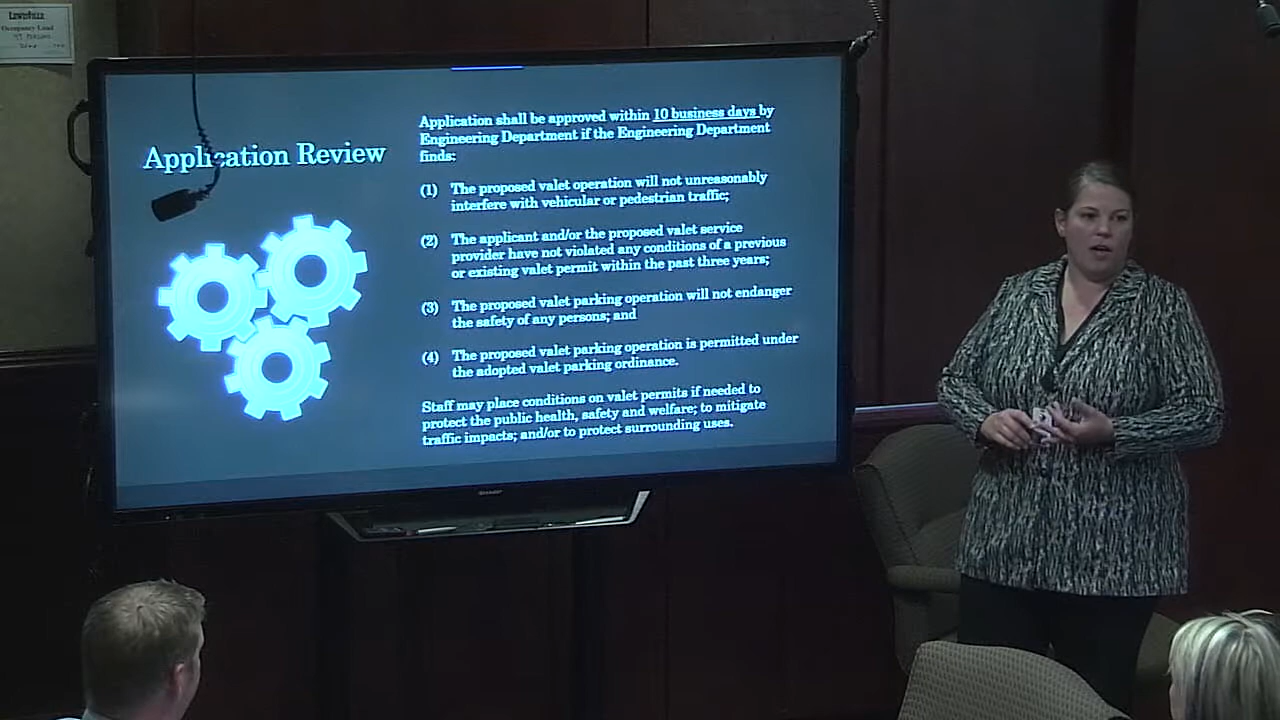 LEWISVILLE
Occupancy Load
Application Review
Application shall be approved within 10 business days by
Engineering Department if the Engineering Department
finds:
(1) The proposed valet operation will not unreasonably
interfere with vehicular or pedestrian traffic;
(2) The applicant and/or the proposed valet service
provider have not violated any conditions of a previous
or existing valet permit within the past three years;
(3) The proposed valet parking operation will not endanger
the safety of any persons; and
(4) The proposed valet parking operation is permitted under
the adopted valet parking ordinance.
Staff may place conditions on valet permits if needed to
protect the public health, safety and welfare; to mitigate
traffic impacts; and/or to protect surrounding uses.
SHARP